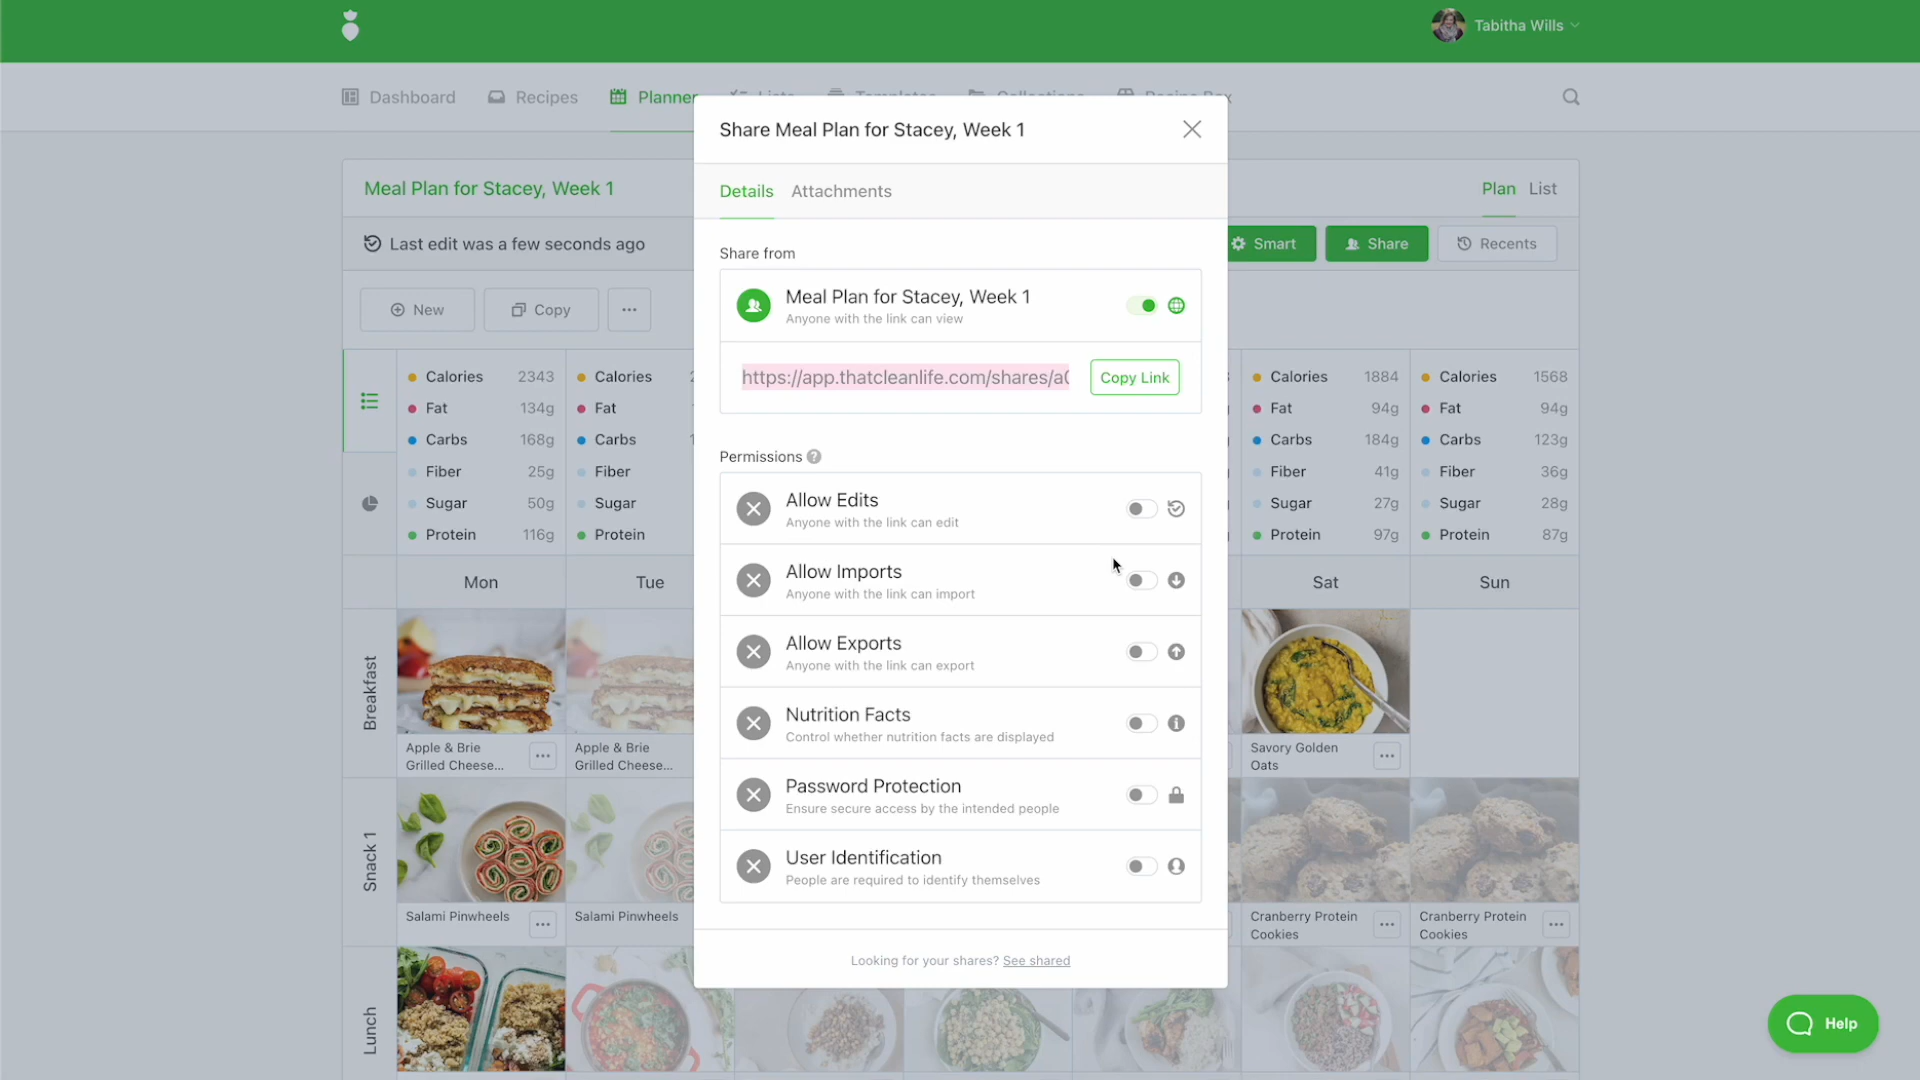 Tabitha Wills
Dashboard Recipes Planner Lists Templates Collections Recipe Box
Share Meal Plan for Stacey, Week 1
Meal Plan for Stacey, Week 1
Plan List
Details Attachments
Last edit was a few seconds ago
Smart Share Recents
Share from
Meal Plan for Stacey, Week 1
Anyone with the link can view
New Copy
https://app.thatcleanlife.com/shares/a0
Copy Link
Calories 2343
Fat 134g
Carbs 168g
Fiber 25g
Sugar 50g
Protein 116g
Calories
Fat
Carbs
Fiber
Sugar
Protein
Calories 1884
Fat 94g
Carbs 184g
Fiber 41g
Sugar 27g
Protein 97g
Calories 1568
Fat 94g
Carbs 123g
Fiber 36g
Sugar 28g
Protein 87g
Permissions ?
Allow Edits
Anyone with the link can edit
Allow Imports
Anyone with the link can import
Allow Exports
Anyone with the link can export
Nutrition Facts
Control whether nutrition facts are displayed
Password Protection
Ensure secure access by the intended people
User Identification
People are required to identify themselves
Looking for your shares? See shared
Mon Tue Sat Sun
Breakfast
Apple & Brie
Grilled Cheese...
Apple & Brie
Grilled Cheese...
Savory Golden
Oats
Snack 1
Salami Pinwheels
Salami Pinwheels
Cranberry Protein
Cookies
Cranberry Protein
Cookies
Lunch
Help